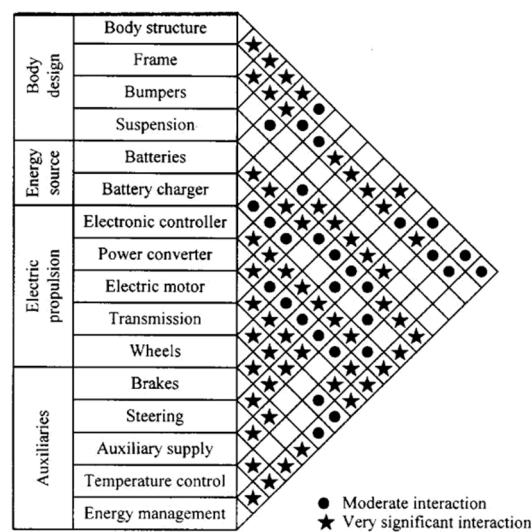 Body design
Body structure
Frame
Bumpers
Suspension
Energy source
Batteries
Battery charger
Electric propulsion
Electronic controller
Power converter
Electric motor
Transmission
Wheels
Auxiliaries
Brakes
Steering
Auxiliary supply
Temperature control
Energy management
● Moderate interaction
★ Very significant interaction